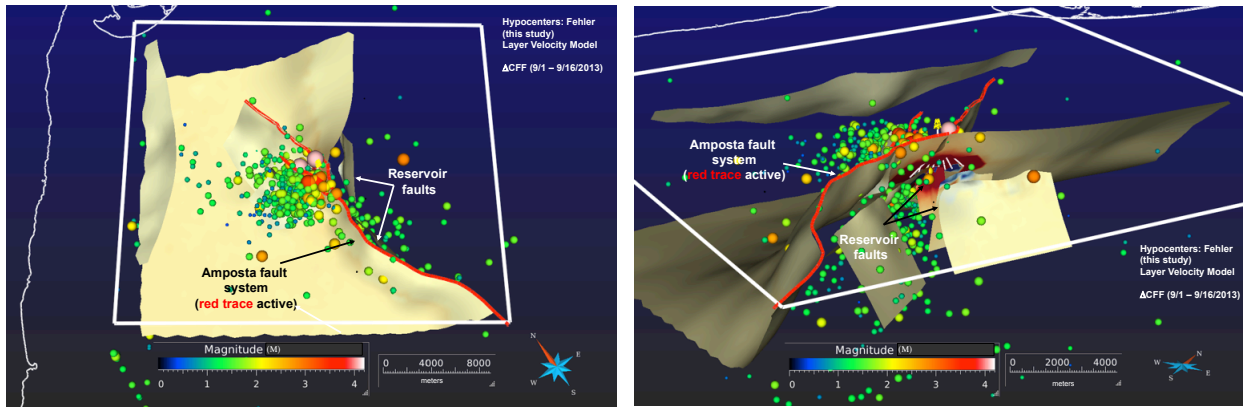 Hypocenters: Fehler
(this study)
Layer Velocity Model
ΔCFF (9/1 – 9/16/2013)
Reservoir
faults
Amposta fault
system
(red trace active)
Magnitude (M)
0 1 2 3 4
0 4000 8000
meters
N
E
W
S
Amposta fault
system
(red trace active)
Reservoir
faults
Hypocenters: Fehler
(this study)
Layer Velocity Model
ΔCFF (9/1 – 9/16/2013)
Magnitude (M)
0 1 2 3 4
0 2000 4000
meters
N
W
E
S